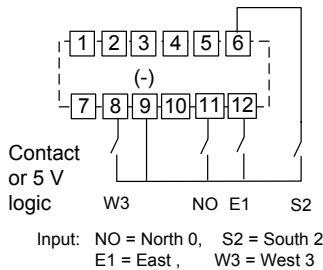 1 2 3 4 5 6
(-)
7 8 9 10 11 12
Contact
or 5 V
logic
W3 NO E1 S2
Input: NO = North 0, S2 = South 2
E1 = East , W3 = West 3